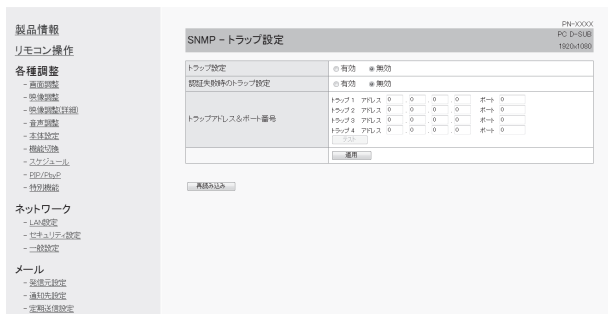 製品情報
リモコン操作
各種調整
- 画面調整
- 映像調整
- 映像調整(詳細)
- 音声調整
- 本体設定
- 機能切換
- スケジュール
- PIP/PbyP
- 特別機能
ネットワーク
- LAN設定
- セキュリティ設定
- 一般設定
メール
- 発信元設定
- 通知先設定
- 定期送信設定
PN-XXXX
SNMP - トラップ設定
PC D-SUB
1920x1080
トラップ設定 有効 無効
認証失敗時のトラップ設定 有効 無効
トラップアドレス&ポート番号
トラップ 1 アドレス 0 . 0 . 0 . 0 ポート 0
トラップ 2 アドレス 0 . 0 . 0 . 0 ポート 0
トラップ 3 アドレス 0 . 0 . 0 . 0 ポート 0
トラップ 4 アドレス 0 . 0 . 0 . 0 ポート 0
テスト
適用
再読み込み